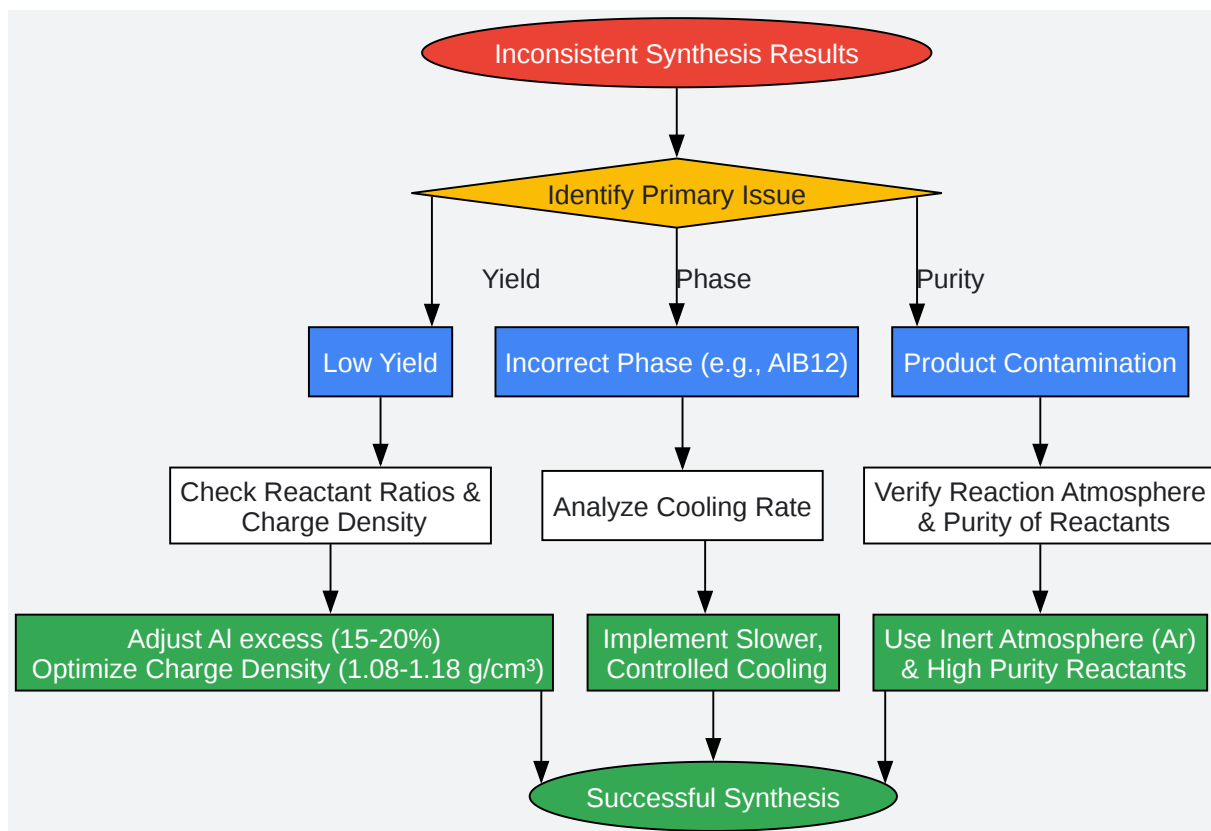 Inconsistent Synthesis Results
Identify Primary Issue
Yield
Phase
Purity
Low Yield
Incorrect Phase (e.g., AlB12)
Product Contamination
Check Reactant Ratios &
Charge Density
Analyze Cooling Rate
Verify Reaction Atmosphere
& Purity of Reactants
Adjust Al excess (15-20%)
Optimize Charge Density (1.08-1.18 g/cm³)
Implement Slower,
Controlled Cooling
Use Inert Atmosphere (Ar)
& High Purity Reactants
Successful Synthesis